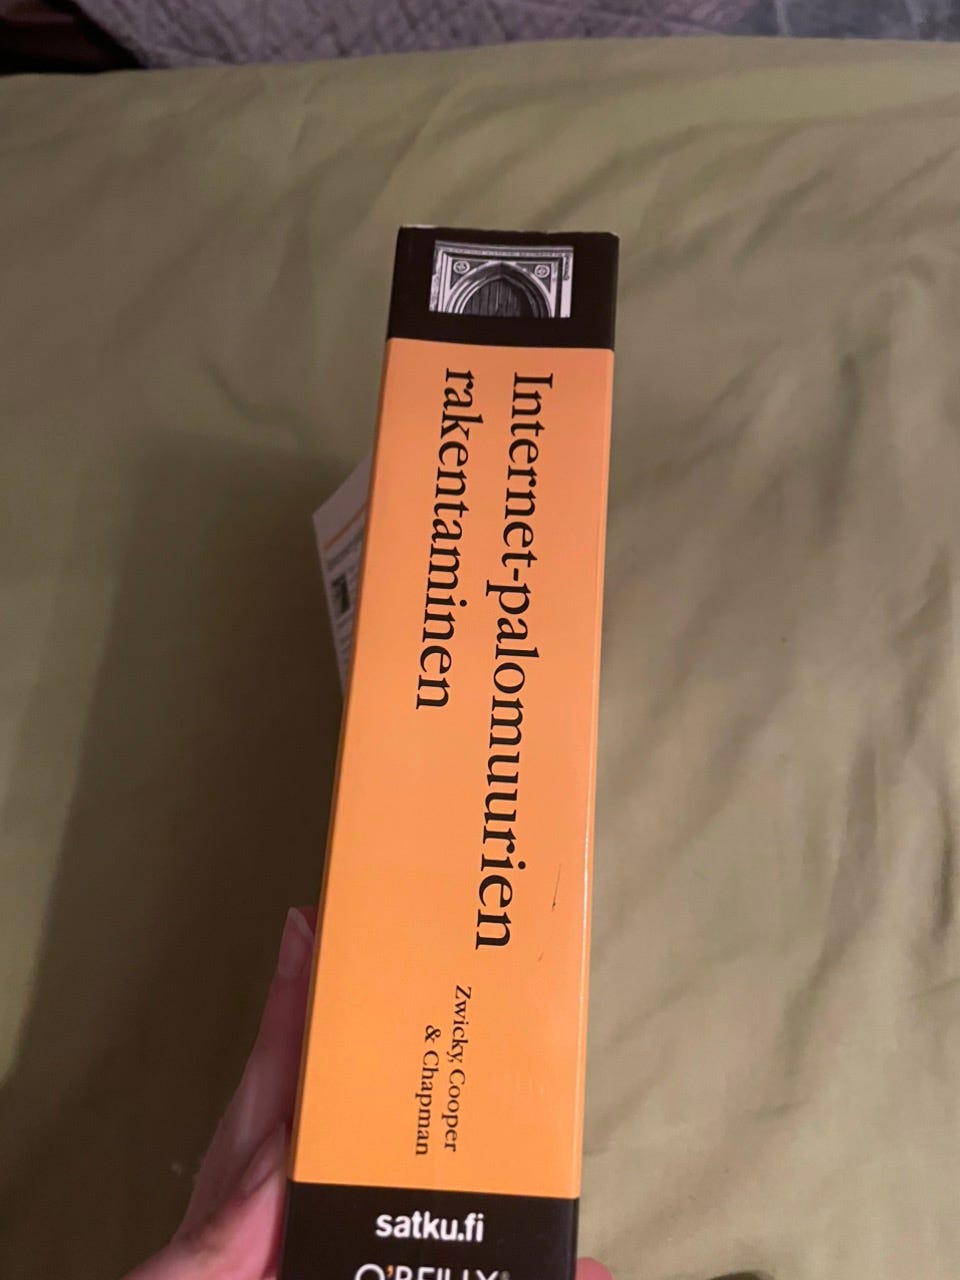 Internet-palomuurien
rakentaminen
Zwicky, Cooper
& Chapman
satku.fi
O'REILLY®